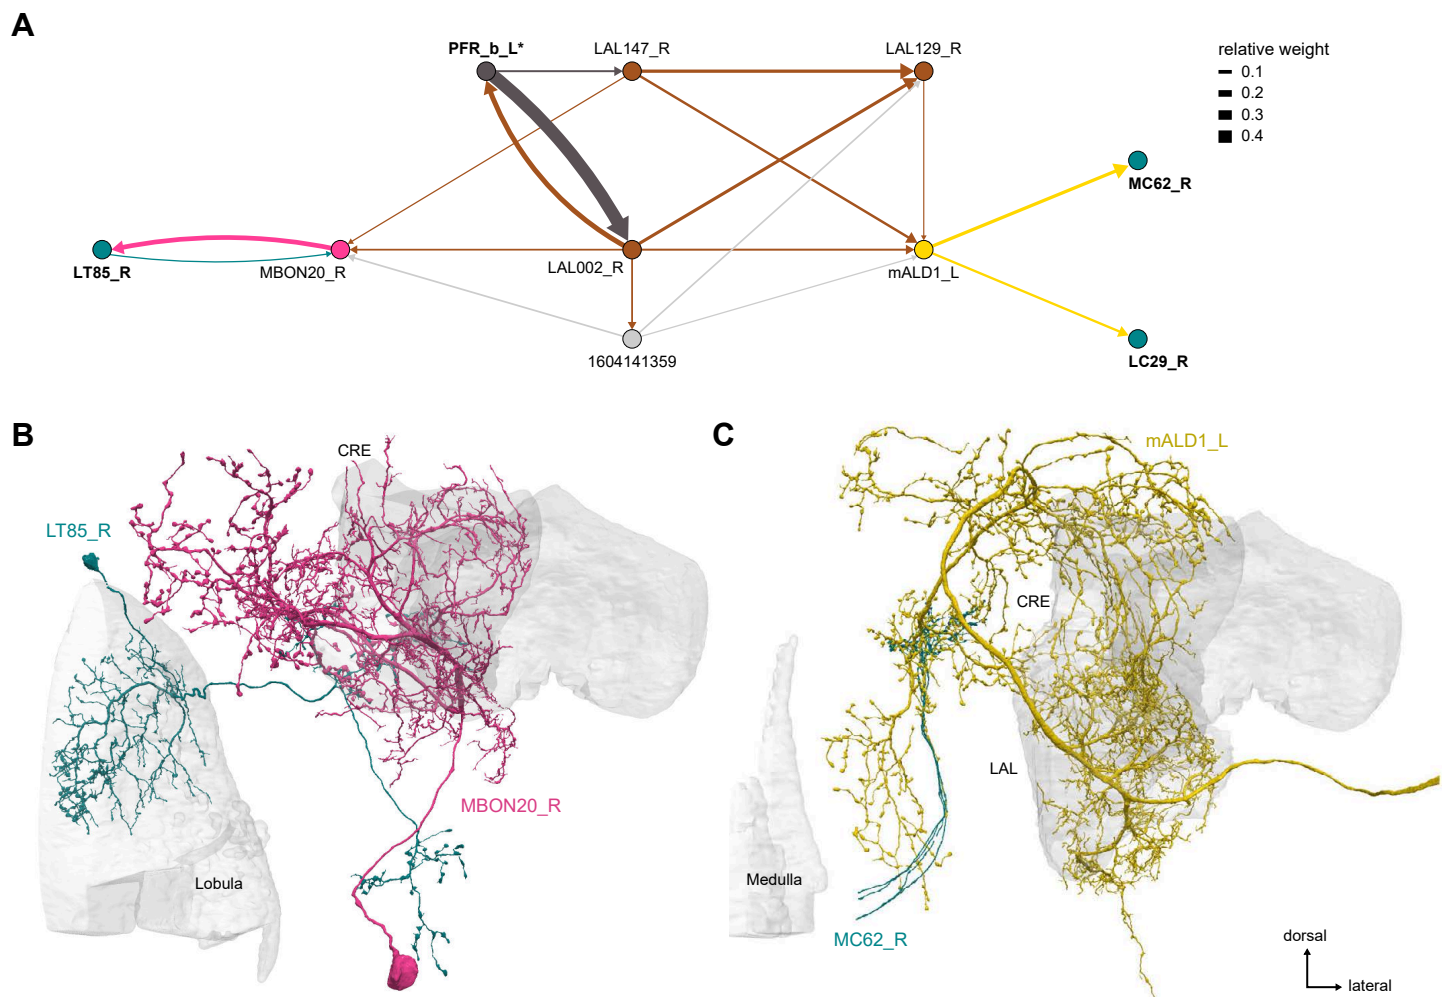 A
PFR_b_L*
LAL147_R
LAL129_R
relative weight
0.1
0.2
0.3
0.4
MC62_R
LT85_R
MBON20_R
LAL002_R
mALD1_L
1604141359
LC29_R
B
CRE
LT85_R
MBON20_R
Lobula
C
mALD1_L
CRE
LAL
Medulla
MC62_R
dorsal
lateral